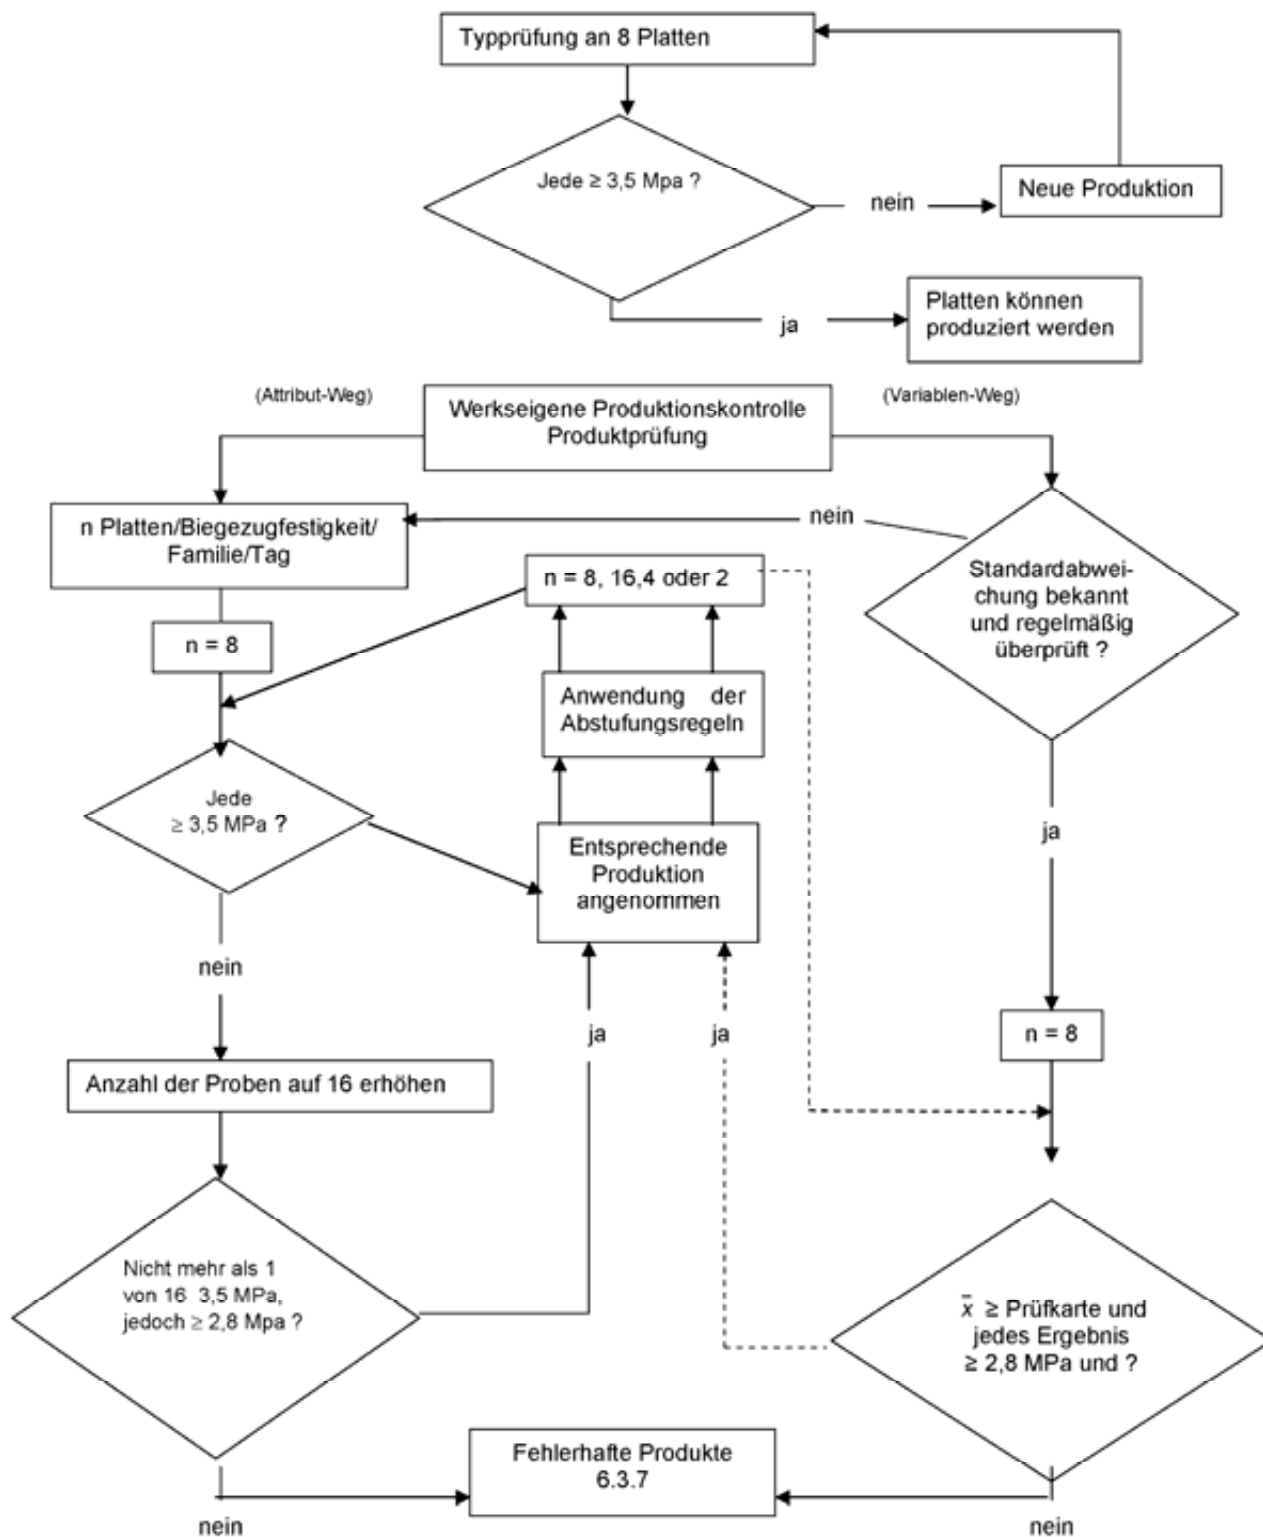 Typprüfung an 8 Platten
Jede ≥ 3,5 Mpa ?
nein
Neue Produktion
Platten können
produziert werden
ja
(Attribut-Weg)
Werkseigene Produktionskontrolle
Produktprüfung
(Variablen-Weg)
n Platten/Biegezugfestigkeit/
Familie/Tag
nein
n = 8, 16,4 oder 2
Standardabwei-
chung bekannt
und regelmäßig
überprüft ?
n = 8
Anwendung der
Abstufungsregeln
Jede
≥ 3,5 MPa ?
Entsprechende
Produktion
angenommen
ja
nein
ja
ja
n = 8
Anzahl der Proben auf 16 erhöhen
Nicht mehr als 1
von 16 3,5 MPa,
jedoch ≥ 2,8 Mpa ?
x̄ ≥ Prüfkarte und
jedes Ergebnis
≥ 2,8 MPa und ?
Fehlerhafte Produkte
6.3.7
nein
nein